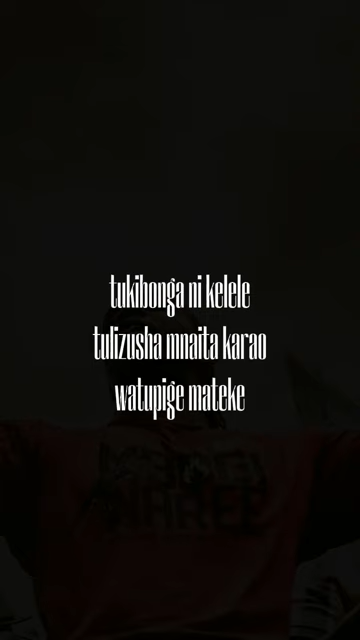 tukibonga ni kelele
tulizusha mnaita karao
watupige mateke